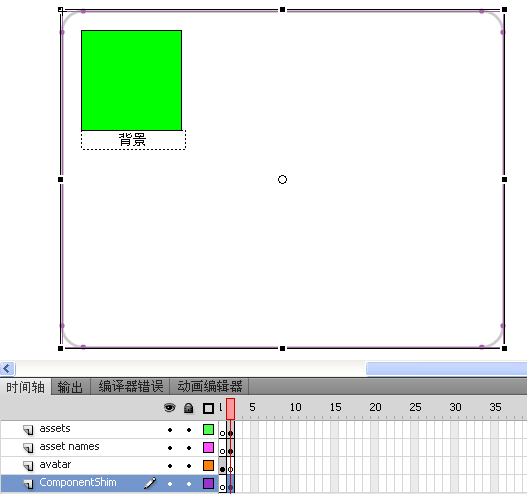 背景
时间轴 输出 编译器错误 动画编辑器
1 5 10 15 20 25 30 35
assets
asset names
avatar
ComponentShim